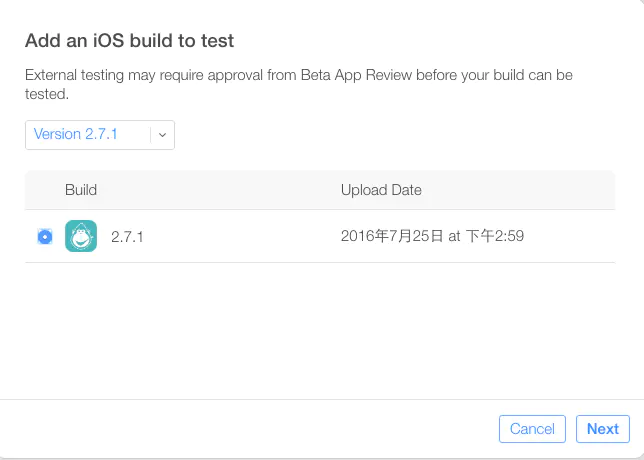 Add an iOS build to test
External testing may require approval from Beta App Review before your build can be
tested.
Version 2.7.1
Build Upload Date
2.7.1 2016年7月25日 at 下午2:59
Cancel Next